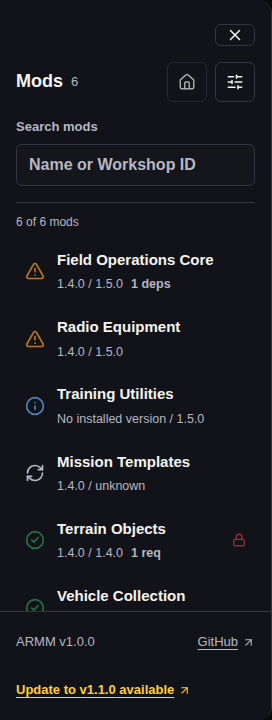 Mods 6
Search mods
Name or Workshop ID
6 of 6 mods
Field Operations Core
1.4.0 / 1.5.0 1 deps
Radio Equipment
1.4.0 / 1.5.0
Training Utilities
No installed version / 1.5.0
Mission Templates
1.4.0 / unknown
Terrain Objects
1.4.0 / 1.4.0 1 req
Vehicle Collection
ARMM v1.0.0 GitHub
Update to v1.1.0 available